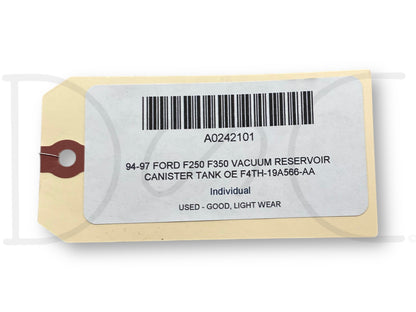 A0242101
94-97 FORD F250 F350 VACUUM RESERVOIR
CANISTER TANK OE F4TH-19A566-AA
Individual
USED - GOOD, LIGHT WEAR